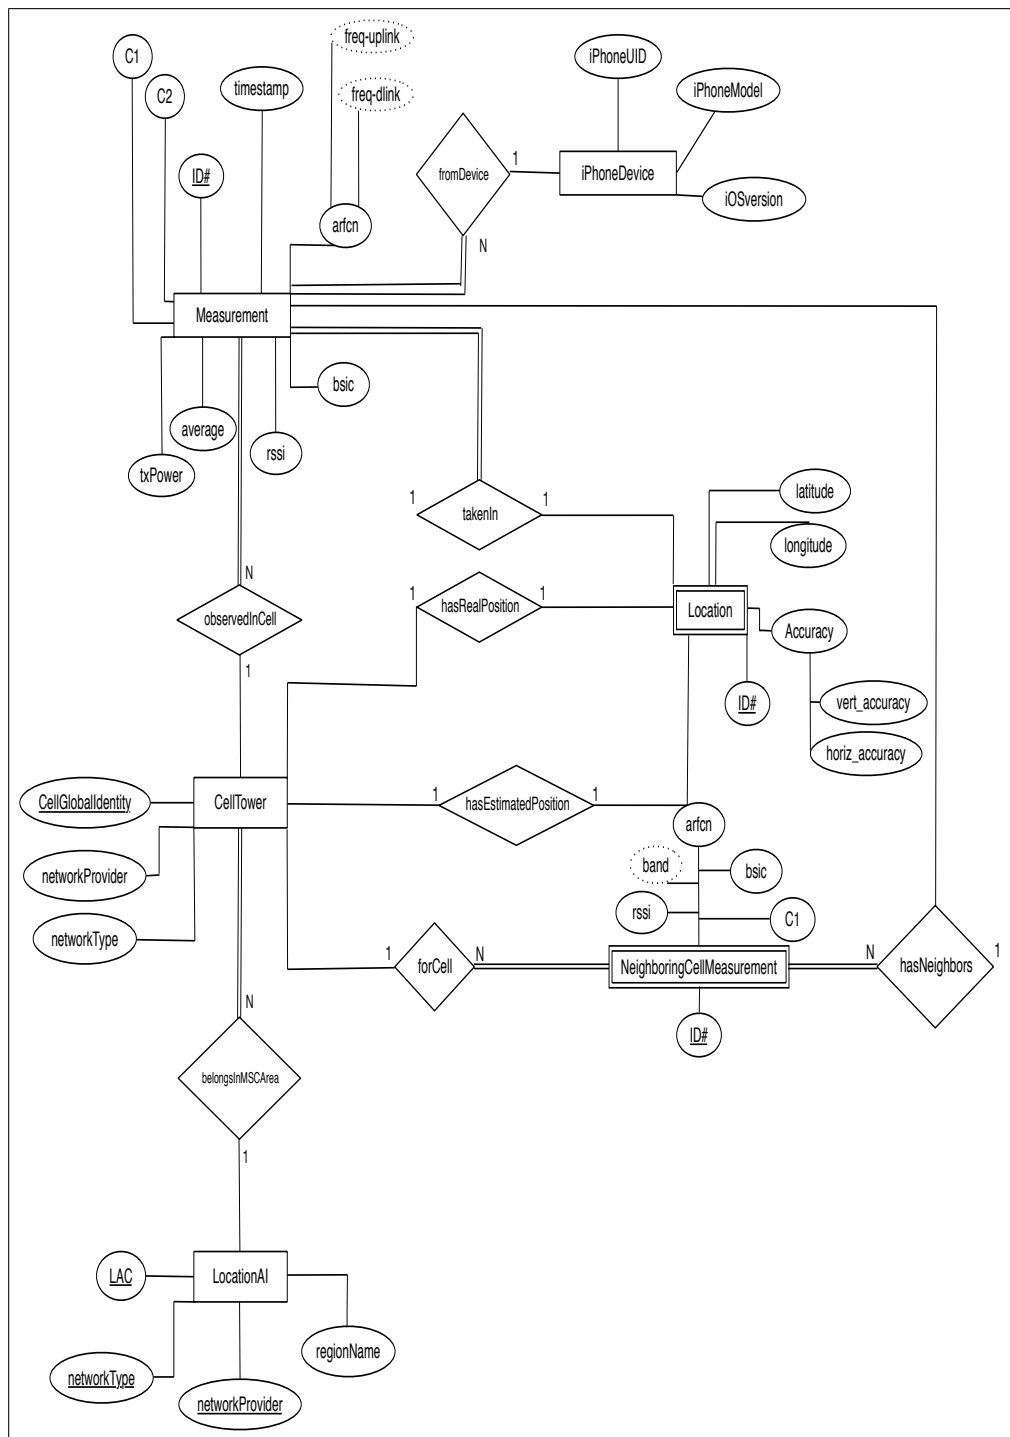 freq-uplink
C1
iPhoneUID
C2
timestamp
freq-dlink
iPhoneModel
1
ID#
fromDevice
iPhoneDevice
iOSversion
arfcn
N
Measurement
bsic
average
rssi
txPower
latitude
1
1
takenIn
longitude
N
1
hasRealPosition
1
Location
observedInCell
Accuracy
1
ID#
vert_accuracy
horiz_accuracy
CellGlobalIdentity
CellTower
1
hasEstimatedPosition
1
arfcn
networkProvider
band
bsic
rssi
C1
networkType
1
forCell
N
NeighboringCellMeasurement
N
hasNeighbors
1
N
ID#
belongsInMSCArea
1
LAC
LocationAI
regionName
networkType
networkProvider